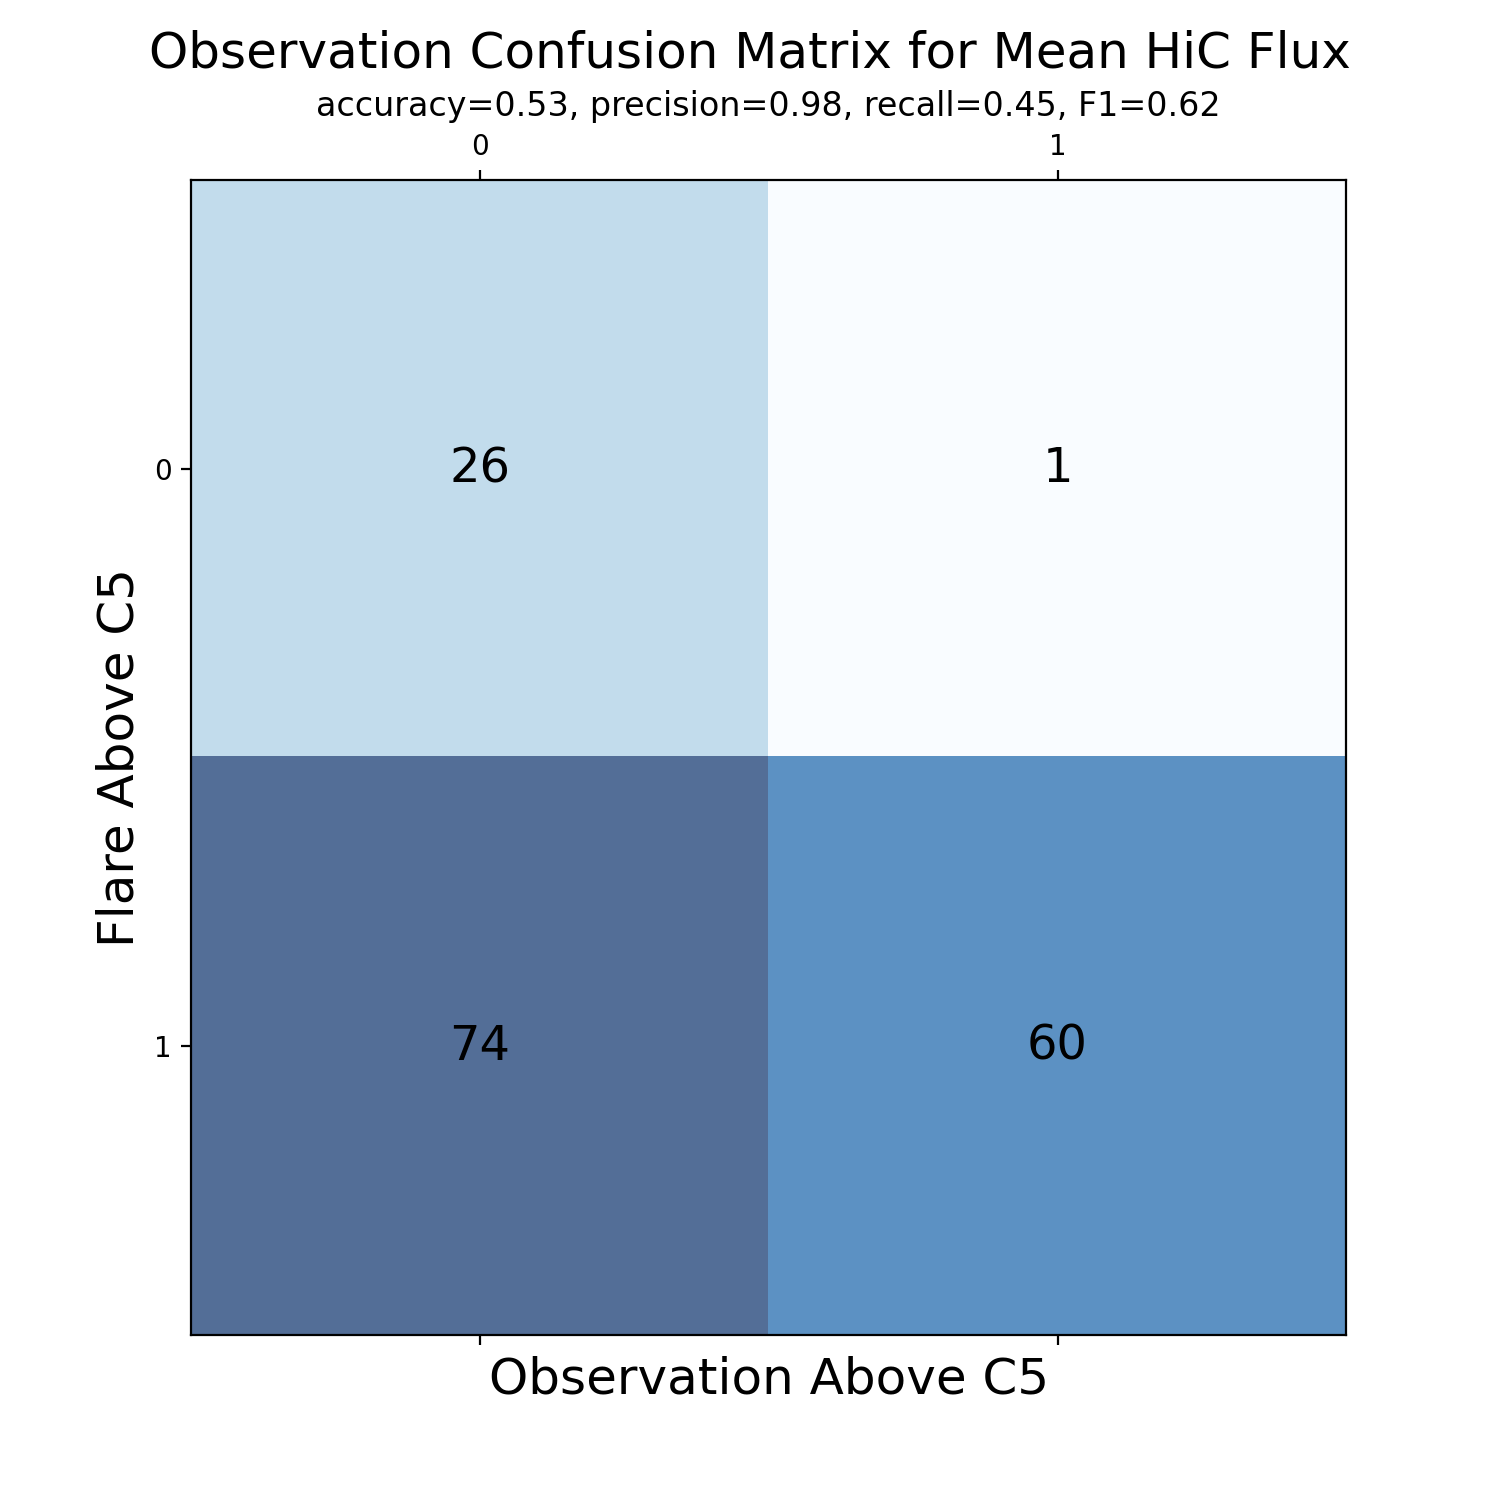 Observation Confusion Matrix for Mean HiC Flux
accuracy=0.53, precision=0.98, recall=0.45, F1=0.62
0 1
0 26 1
Flare Above C5
1 74 60
Observation Above C5